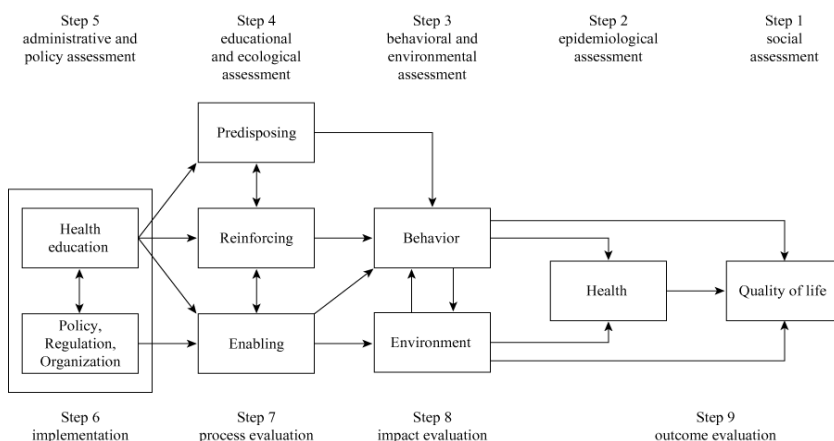 Step 5
administrative and
policy assessment
Step 4
educational
and ecological
assessment
Step 3
behavioral and
environmental
assessment
Step 2
epidemiological
assessment
Step 1
social
assessment
Predisposing
Health
education
Reinforcing
Behavior
Health
Quality of life
Policy,
Regulation,
Organization
Enabling
Environment
Step 6
implementation
Step 7
process evaluation
Step 8
impact evaluation
Step 9
outcome evaluation